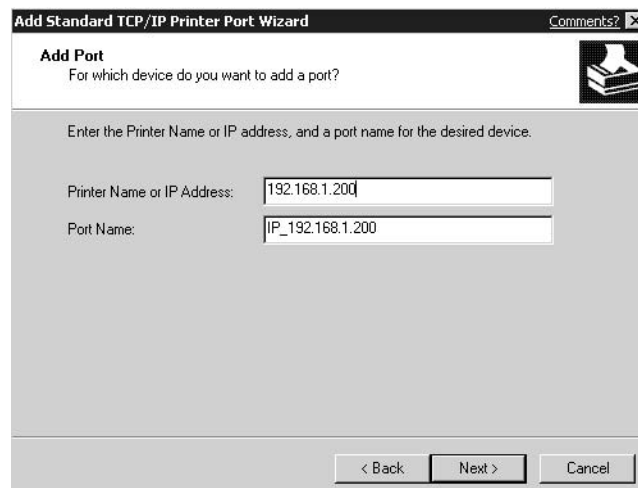 Add Standard TCP/IP Printer Port Wizard Comments? X
Add Port
For which device do you want to add a port?
Enter the Printer Name or IP address, and a port name for the desired device.
Printer Name or IP Address: 192.168.1.200
Port Name: IP_192.168.1.200
< Back Next > Cancel